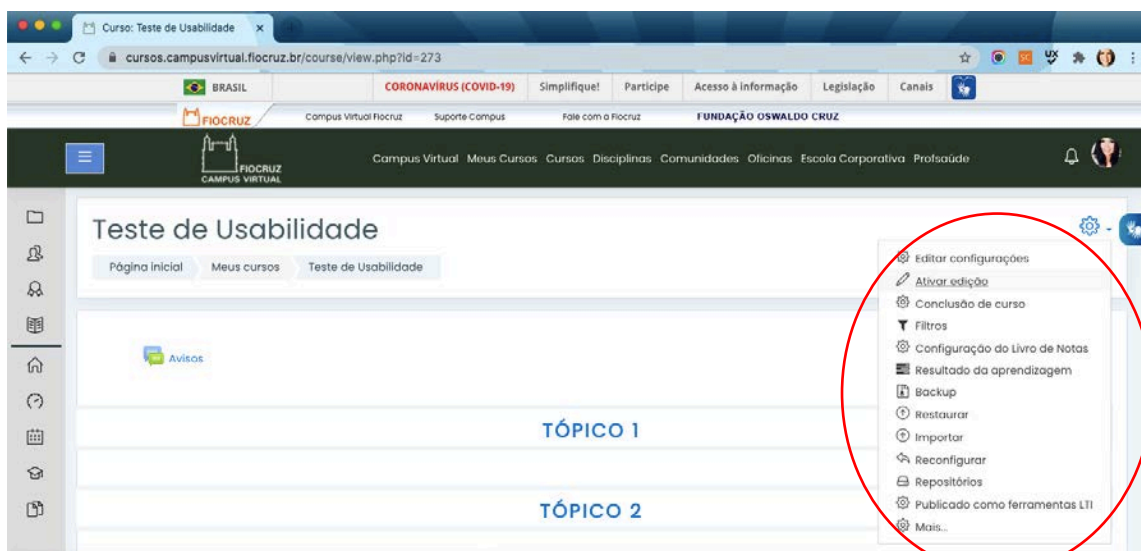 Curso: Teste de Usabilidade
cursos.campusvirtual.fiocruz.br/course/view.php?id=273
BRASIL CORONAVÍRUS (COVID-19) Simplifique! Participe Acesso à informação Legislação Canais
FIOCRUZ Campus Virtual Fiocruz Suporte Campus Fale com a Fiocruz FUNDAÇÃO OSWALDO CRUZ
FIOCRUZ
CAMPUS VIRTUAL
Campus Virtual Meus Cursos Cursos Disciplinas Comunidades Oficinas Escola Corporativa Profsaúde
Teste de Usabilidade
Página inicial Meus cursos Teste de Usabilidade
Editar configurações
Ativar edição
Conclusão de curso
Filtros
Configuração do Livro de Notas
Resultado da aprendizagem
Backup
Restaurar
Importar
Reconfigurar
Repositórios
Publicado como ferramentas LTI
Mais...
Avisos
TÓPICO 1
TÓPICO 2